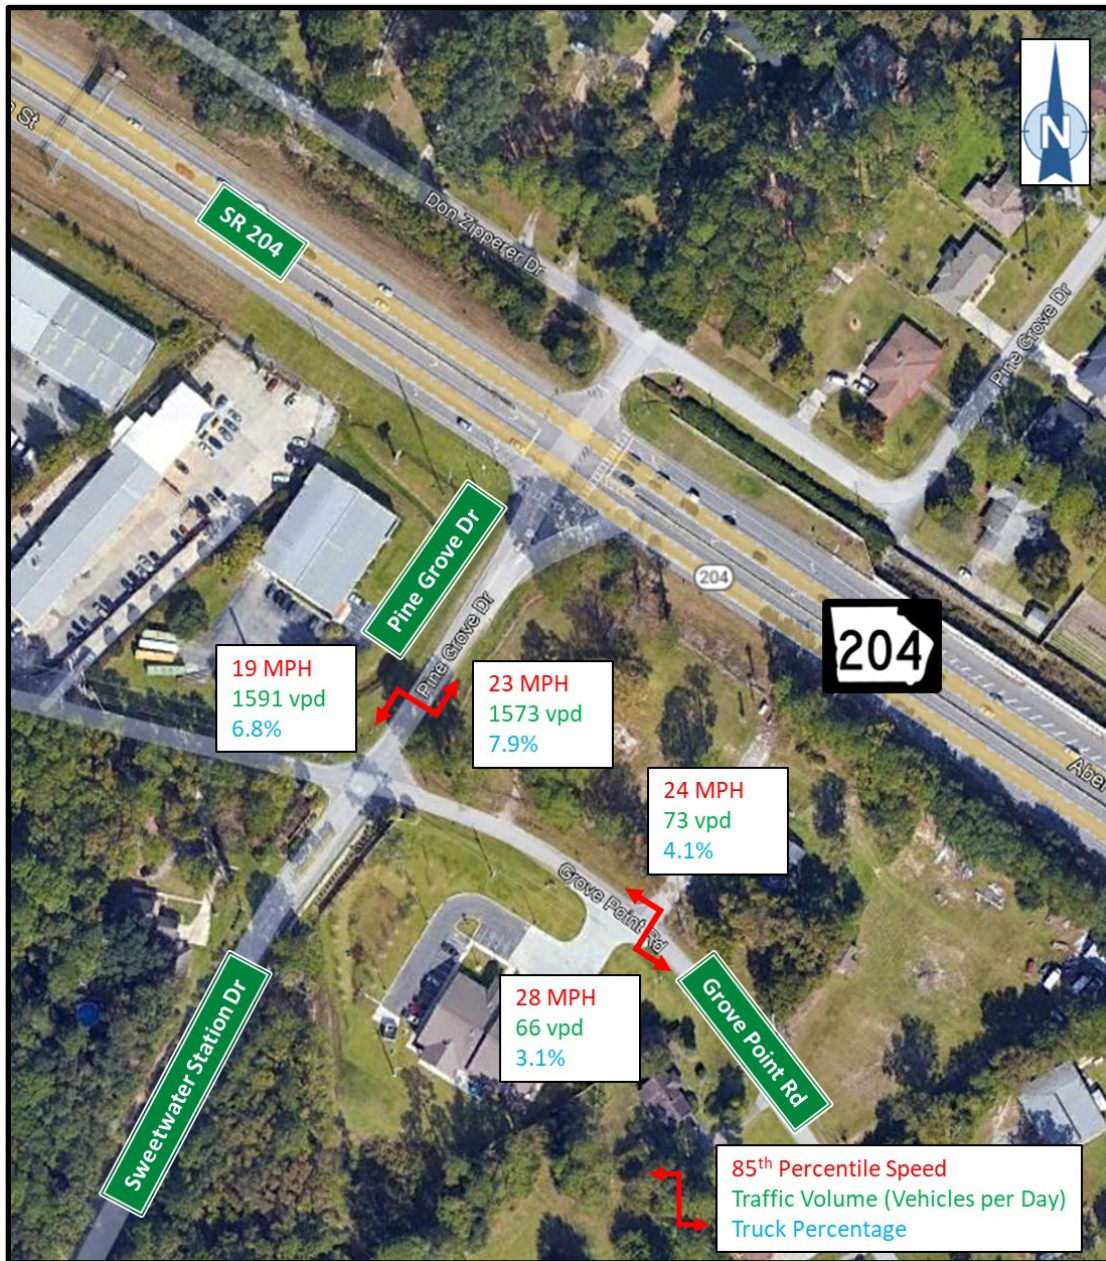 N
n St
SR 204
Don Zipperer Dr
Pine Grove Dr
Pine Grove Dr
Pine Grove Dr
204
204
19 MPH
1591 vpd
6.8%
23 MPH
1573 vpd
7.9%
24 MPH
73 vpd
4.1%
Aber
Grove Point Rd
28 MPH
66 vpd
3.1%
Grove Point Rd
Sweetwater Station Dr
85th Percentile Speed
Traffic Volume (Vehicles per Day)
Truck Percentage